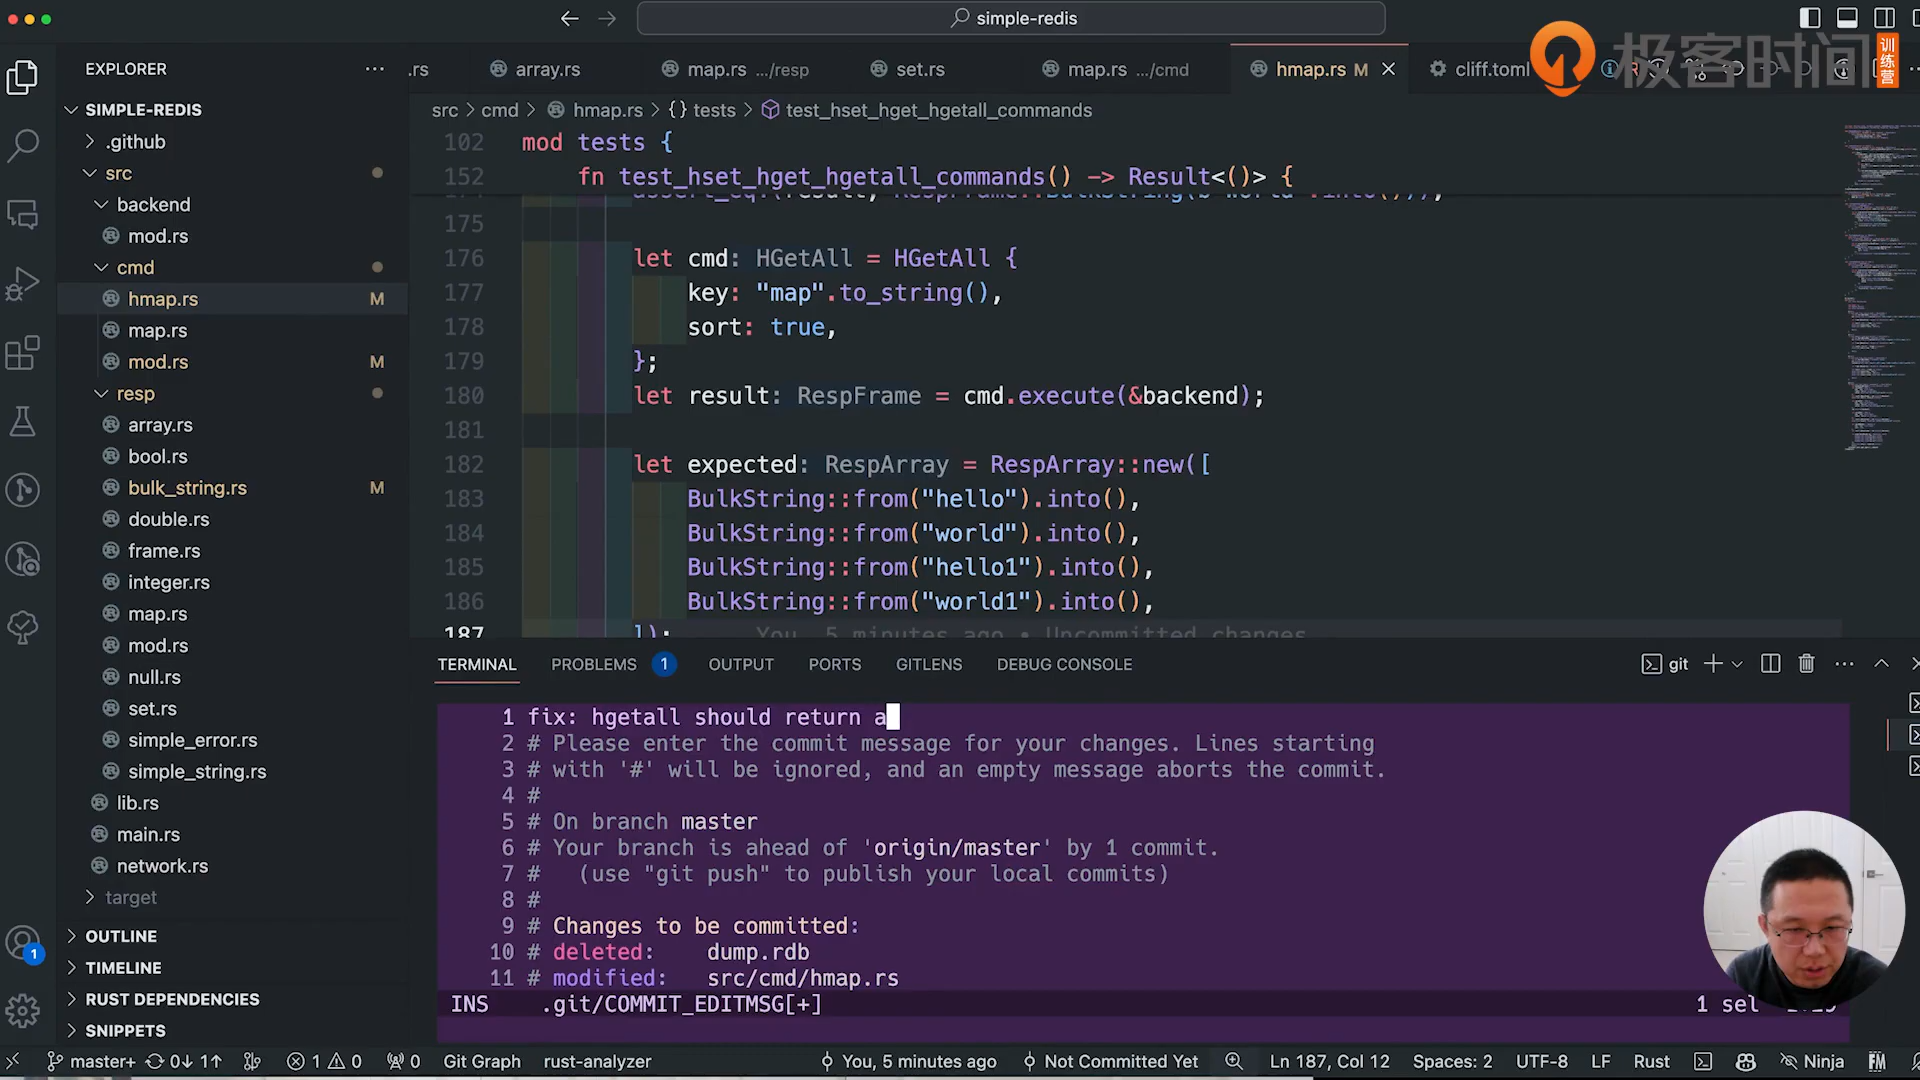 simple-redis
EXPLORER
.rs
array.rs
map.rs .../resp
set.rs
map.rs .../cmd
hmap.rs M
cliff.toml
极客时间
训练营
SIMPLE-REDIS
.github
src
backend
mod.rs
cmd
hmap.rs M
map.rs
mod.rs M
resp
array.rs
bool.rs
bulk_string.rs M
double.rs
frame.rs
integer.rs
map.rs
mod.rs
null.rs
set.rs
simple_error.rs
simple_string.rs
lib.rs
main.rs
network.rs
target
OUTLINE
TIMELINE
RUST DEPENDENCIES
SNIPPETS
src > cmd > hmap.rs > {} tests > test_hset_hget_hgetall_commands
102 mod tests {
152 fn test_hset_hget_hgetall_commands() -> Result<()> {
175
176 let cmd: HGetAll = HGetAll {
177 key: "map".to_string(),
178 sort: true,
179 };
180 let result: RespFrame = cmd.execute(&backend);
181
182 let expected: RespArray = RespArray::new([
183 BulkString::from("hello").into(),
184 BulkString::from("world").into(),
185 BulkString::from("hello1").into(),
186 BulkString::from("world1").into(),
187 ]); You, 5 minutes ago • Uncommitted changes
TERMINAL PROBLEMS 1 OUTPUT PORTS GITLENS DEBUG CONSOLE
git
1 fix: hgetall should return a
2 # Please enter the commit message for your changes. Lines starting
3 # with '#' will be ignored, and an empty message aborts the commit.
4 #
5 # On branch master
6 # Your branch is ahead of 'origin/master' by 1 commit.
7 # (use "git push" to publish your local commits)
8 #
9 # Changes to be committed:
10 # deleted: dump.rdb
11 # modified: src/cmd/hmap.rs
INS .git/COMMIT_EDITMSG[+] 1 sel
1
master+ 0↓ 1↑ 1 0 0 Git Graph rust-analyzer You, 5 minutes ago Not Committed Yet Ln 187, Col 12 Spaces: 2 UTF-8 LF Rust Ninja